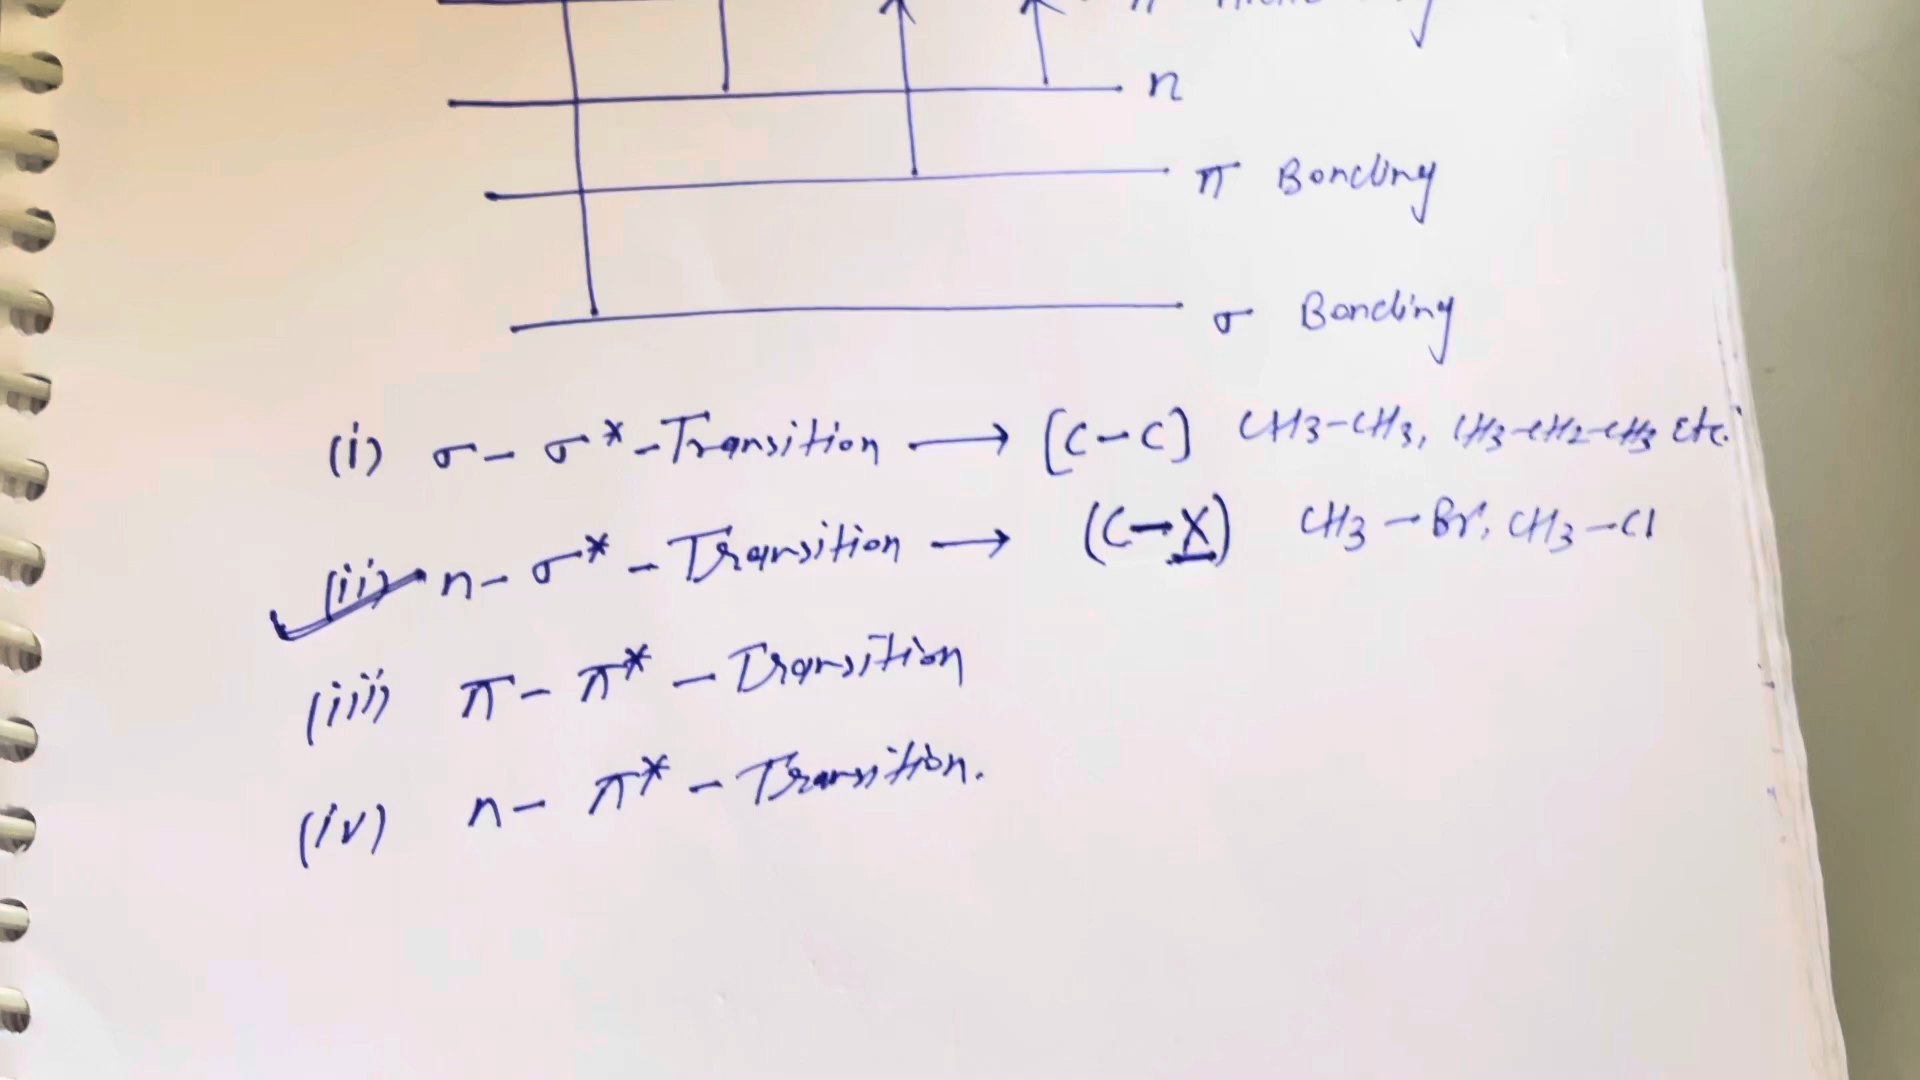 π
n
π Bonding
σ Bonding
(i) σ - σ* - Transition → [C-C] CH3-CH3, CH3-CH2-CH3 Etc.
(ii) n - σ* - Transition → (C-X) CH3-Br, CH3-Cl
(iii) π - π* - Transition
(iv) n - π* - Transition.